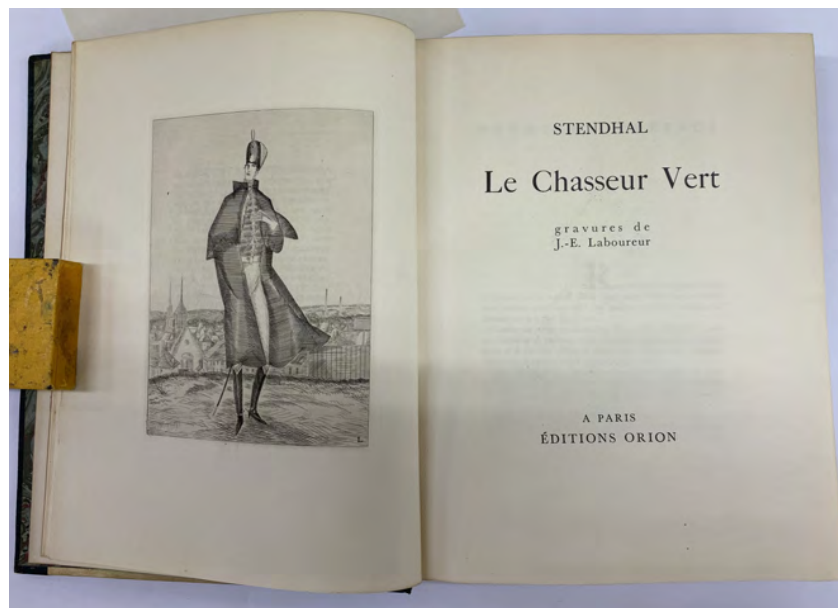 L.
STENDHAL
Le Chasseur Vert
gravures de
J.-E. Laboureur
A PARIS
ÉDITIONS ORION